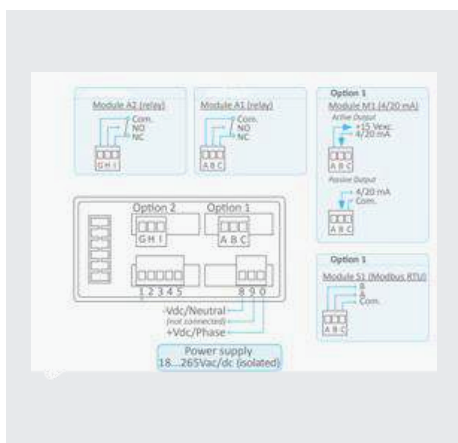 Module A2 (relay)
Com.
NO
NC
G H I
Module A1 (relay)
Com.
NO
NC
A B C
Option 1
Module M1 (4/20 mA)
Active Output
+15 Vexc.
4/20 mA
A B C
Passive Output
4/20 mA
Com.
A B C
Option 2
G H I
Option 1
A B C
1 2 3 4 5
8 9 0
-Vdc/Neutral
(not connected)
+Vdc/Phase
Power supply
18...265Vac/dc (isolated)
Option 1
Module S1 (Modbus RTU)
B
A
Com.
A B C